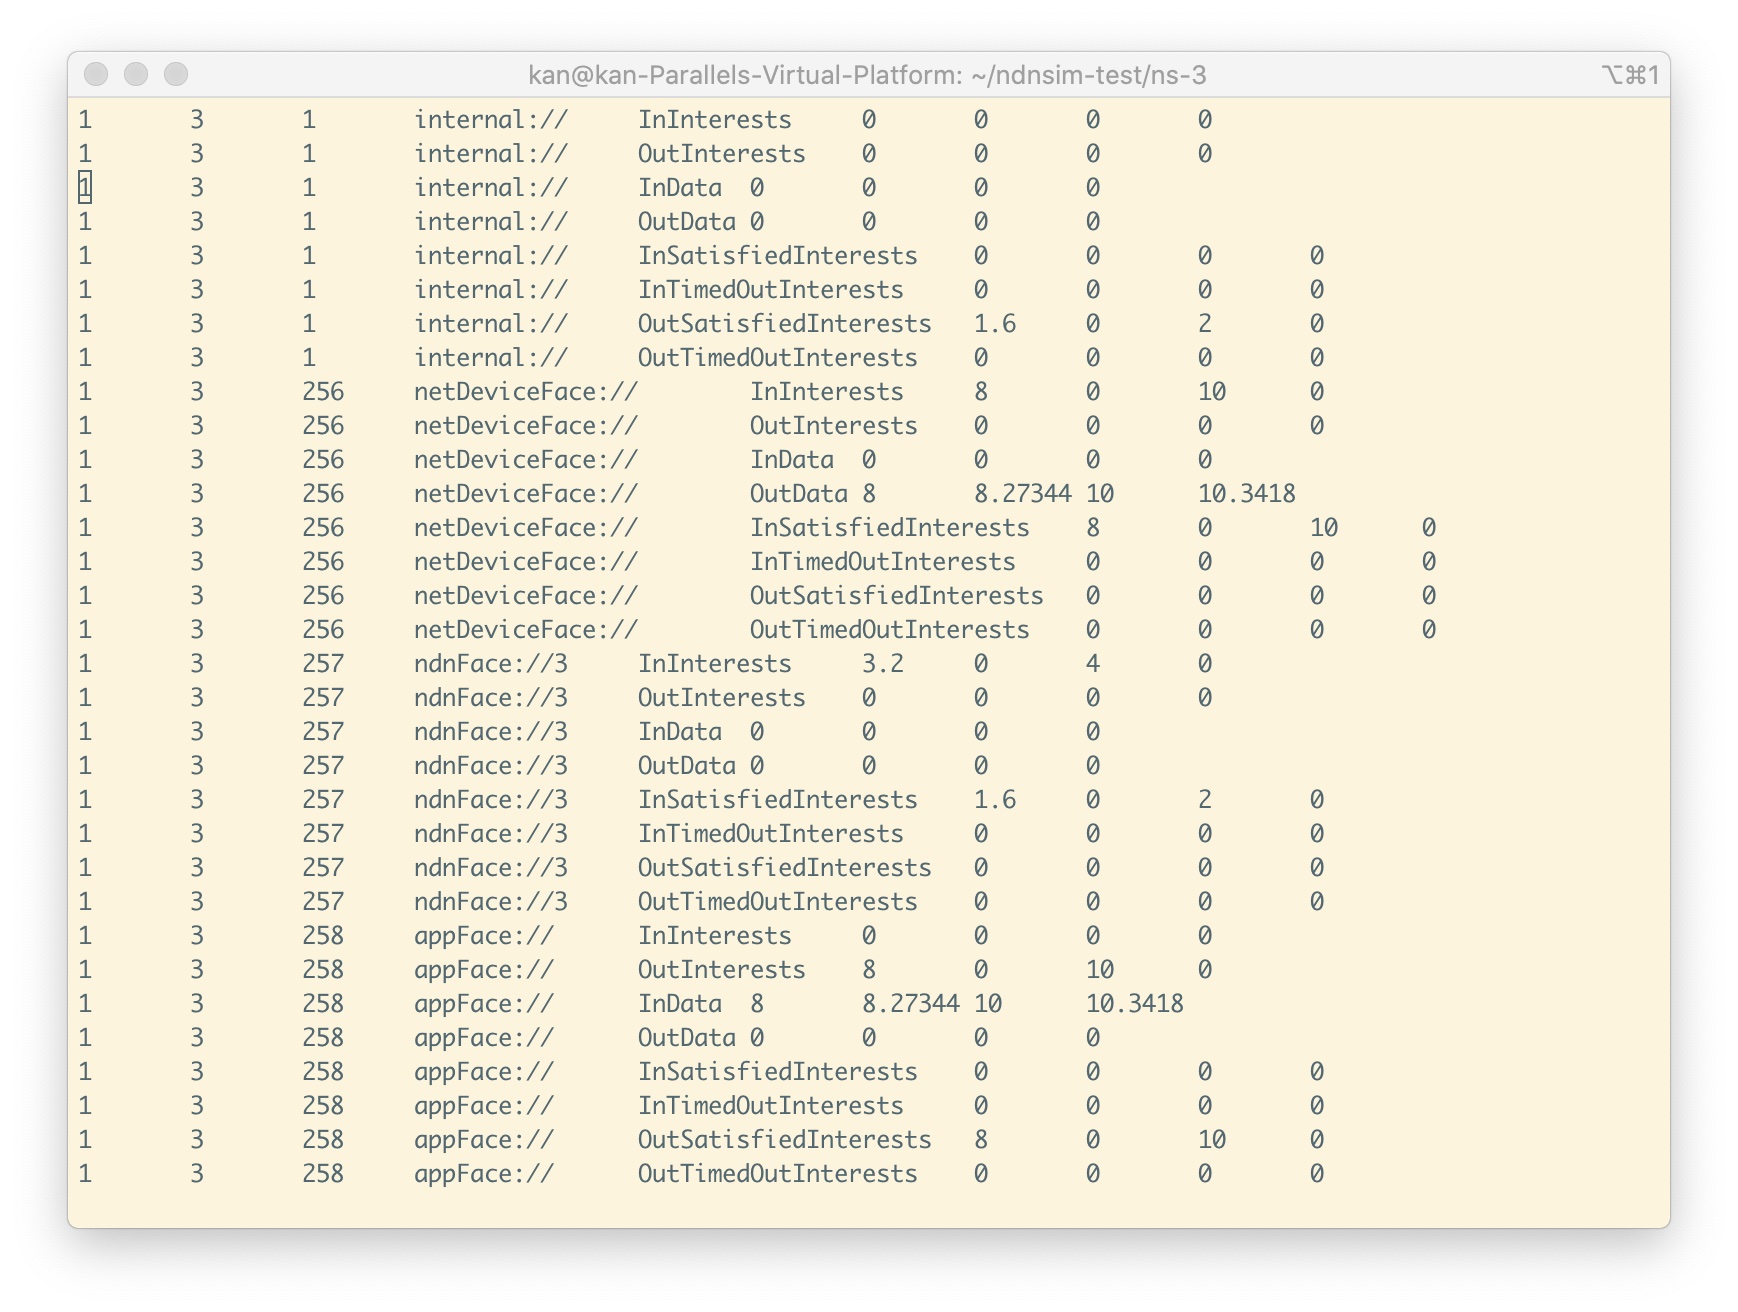 kan@kan-Parallels-Virtual-Platform: ~/ndnsim-test/ns-3 ⌥⌘1
1 3 1 internal:// InInterests 0 0 0 0
1 3 1 internal:// OutInterests 0 0 0 0
1 3 1 internal:// InData 0 0 0 0
1 3 1 internal:// OutData 0 0 0 0
1 3 1 internal:// InSatisfiedInterests 0 0 0 0
1 3 1 internal:// InTimedOutInterests 0 0 0 0
1 3 1 internal:// OutSatisfiedInterests 1.6 0 2 0
1 3 1 internal:// OutTimedOutInterests 0 0 0 0
1 3 256 netDeviceFace:// InInterests 8 0 10 0
1 3 256 netDeviceFace:// OutInterests 0 0 0 0
1 3 256 netDeviceFace:// InData 0 0 0 0
1 3 256 netDeviceFace:// OutData 8 8.27344 10 10.3418
1 3 256 netDeviceFace:// InSatisfiedInterests 8 0 10 0
1 3 256 netDeviceFace:// InTimedOutInterests 0 0 0 0
1 3 256 netDeviceFace:// OutSatisfiedInterests 0 0 0 0
1 3 256 netDeviceFace:// OutTimedOutInterests 0 0 0 0
1 3 257 ndnFace://3 InInterests 3.2 0 4 0
1 3 257 ndnFace://3 OutInterests 0 0 0 0
1 3 257 ndnFace://3 InData 0 0 0 0
1 3 257 ndnFace://3 OutData 0 0 0 0
1 3 257 ndnFace://3 InSatisfiedInterests 1.6 0 2 0
1 3 257 ndnFace://3 InTimedOutInterests 0 0 0 0
1 3 257 ndnFace://3 OutSatisfiedInterests 0 0 0 0
1 3 257 ndnFace://3 OutTimedOutInterests 0 0 0 0
1 3 258 appFace:// InInterests 0 0 0 0
1 3 258 appFace:// OutInterests 8 0 10 0
1 3 258 appFace:// InData 8 8.27344 10 10.3418
1 3 258 appFace:// OutData 0 0 0 0
1 3 258 appFace:// InSatisfiedInterests 0 0 0 0
1 3 258 appFace:// InTimedOutInterests 0 0 0 0
1 3 258 appFace:// OutSatisfiedInterests 8 0 10 0
1 3 258 appFace:// OutTimedOutInterests 0 0 0 0